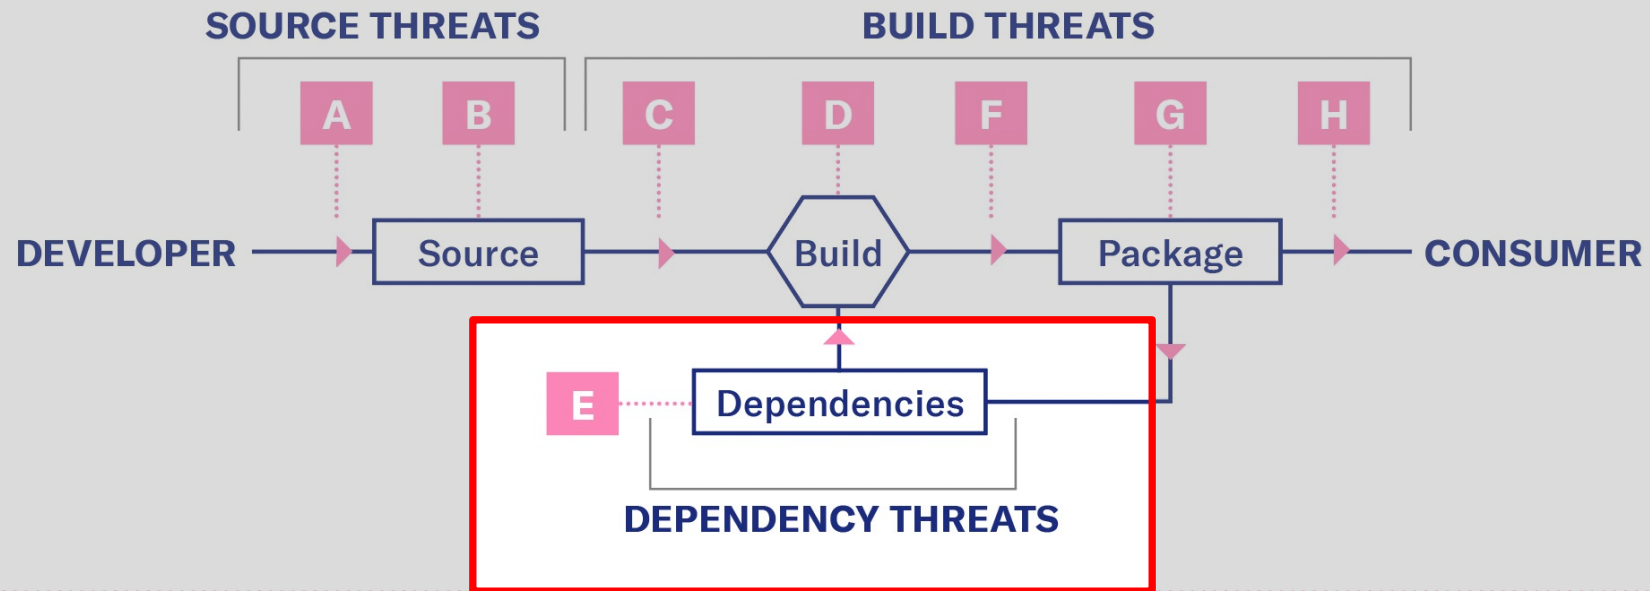 SOURCE THREATS
BUILD THREATS
A
B
C
D
F
G
H
DEVELOPER
Source
Build
Package
CONSUMER
E
Dependencies
DEPENDENCY THREATS